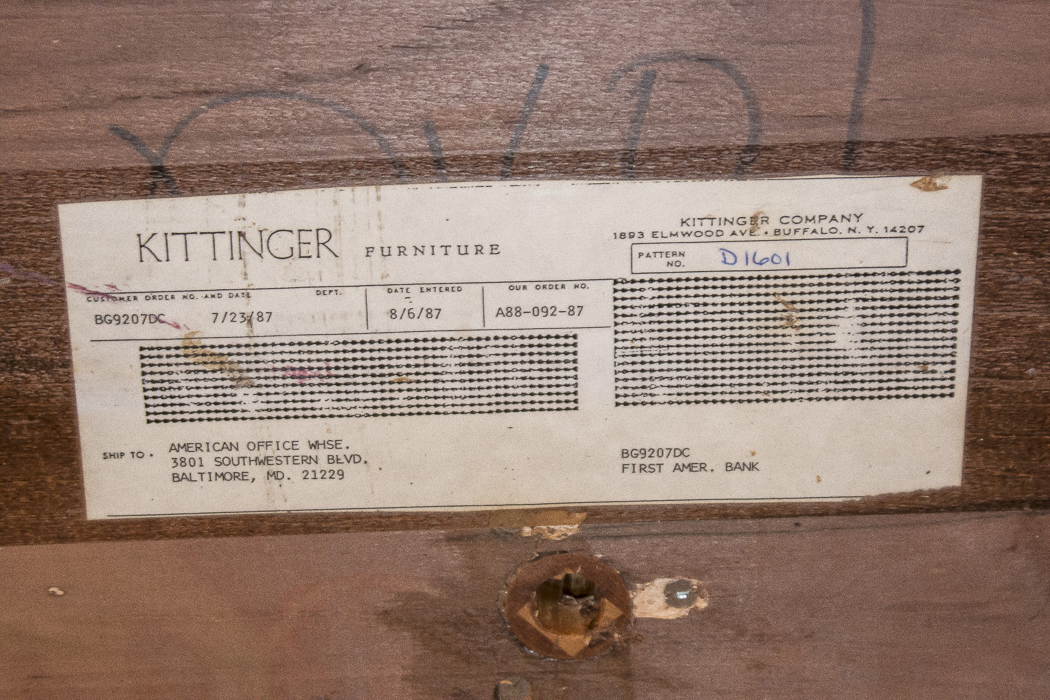 KITTINGER FURNITURE
KITTINGER COMPANY
1893 ELMWOOD AVE. • BUFFALO, N. Y. 14207
PATTERN NO. D1601
CUSTOMER ORDER NO. AND DATE DEPT. DATE ENTERED OUR ORDER NO.
BG9207DC 7/23/87 8/6/87 A88-092-87
SHIP TO • AMERICAN OFFICE WHSE.
3801 SOUTHWESTERN BLVD.
BALTIMORE, MD. 21229
BG9207DC
FIRST AMER. BANK